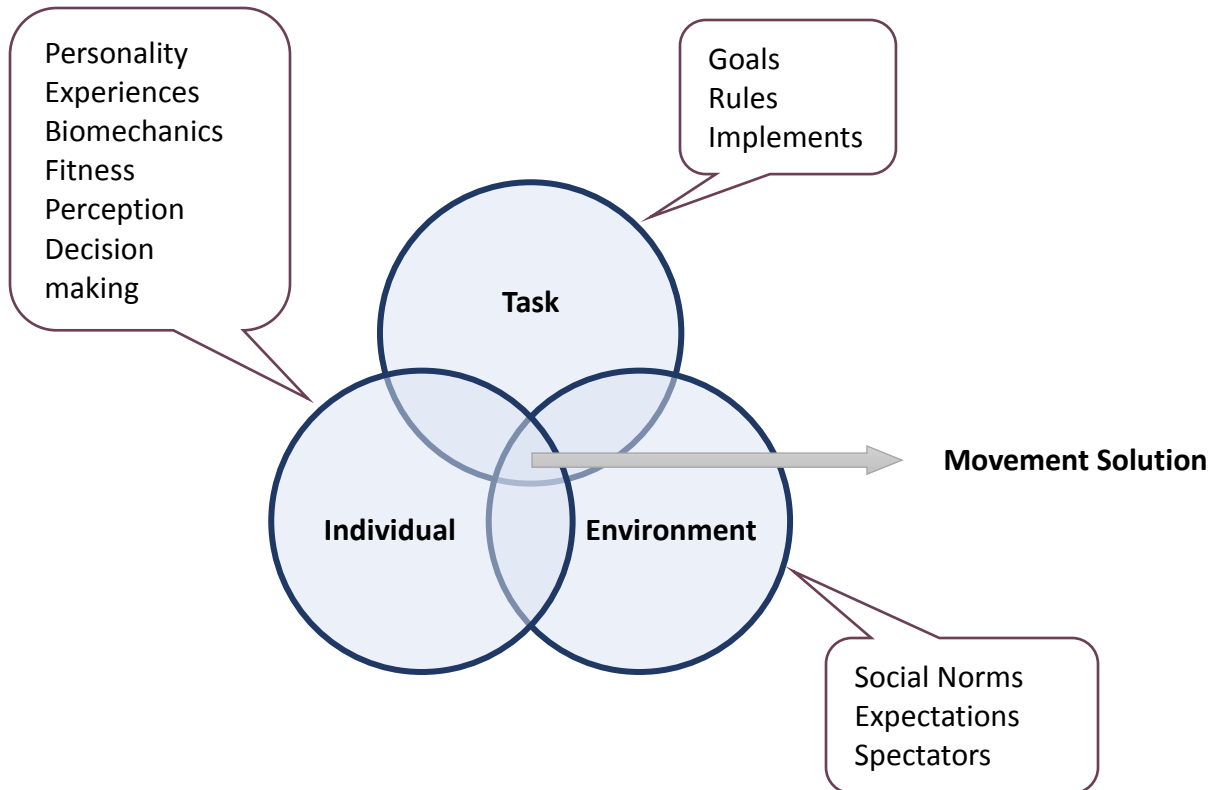 Personality
Experiences
Biomechanics
Fitness
Perception
Decision
making
Goals
Rules
Implements
Task
Individual
Environment
Movement Solution
Social Norms
Expectations
Spectators